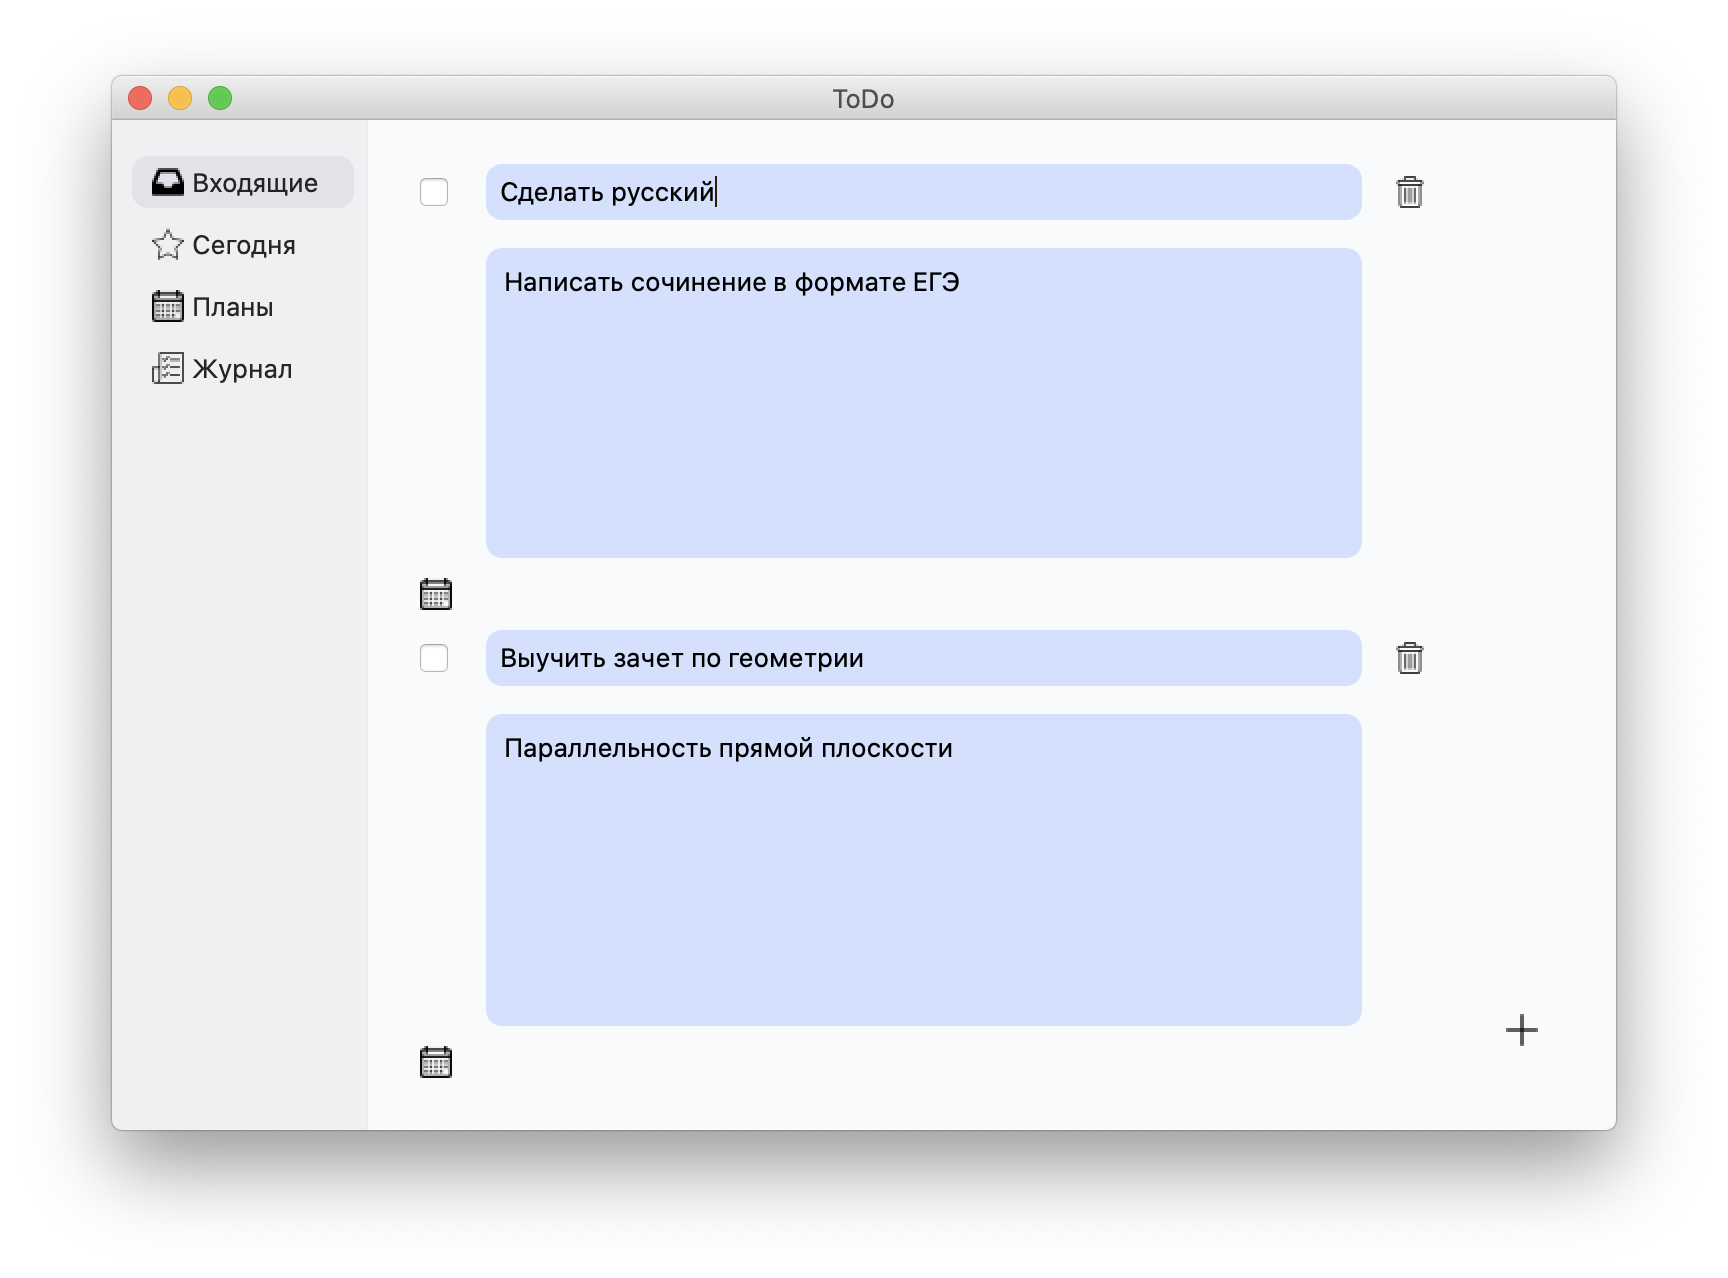 ToDo
Входящие
Сегодня
Планы
Журнал
Сделать русский
Написать сочинение в формате ЕГЭ
Выучить зачет по геометрии
Параллельность прямой плоскости